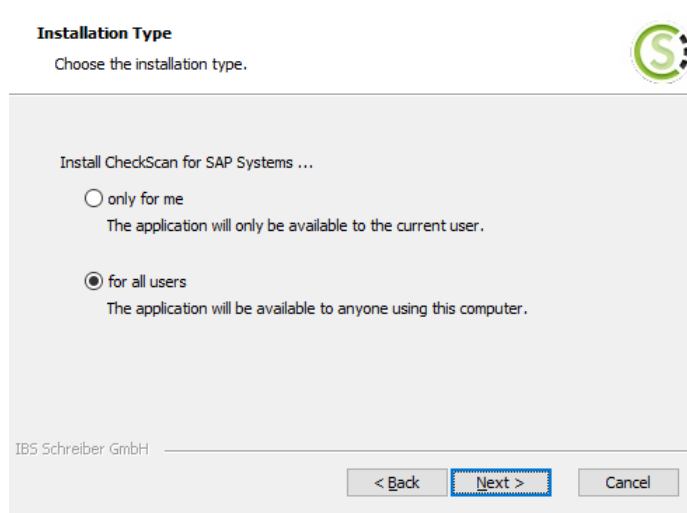 Installation Type
Choose the installation type.
CS
Install CheckScan for SAP Systems ...
only for me
The application will only be available to the current user.
for all users
The application will be available to anyone using this computer.
IBS Schreiber GmbH
< Back
Next >
Cancel